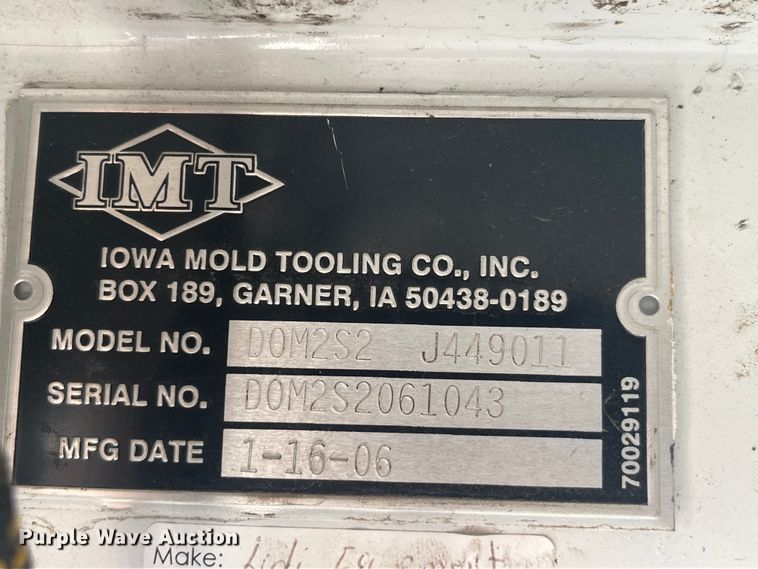 IMT
IOWA MOLD TOOLING CO., INC.
BOX 189, GARNER, IA 50438-0189
MODEL NO. DOM2S2 J449011
SERIAL NO. DOM2S2061043
MFG DATE 1-16-06
70029119
Purple Wave Auction
Make: